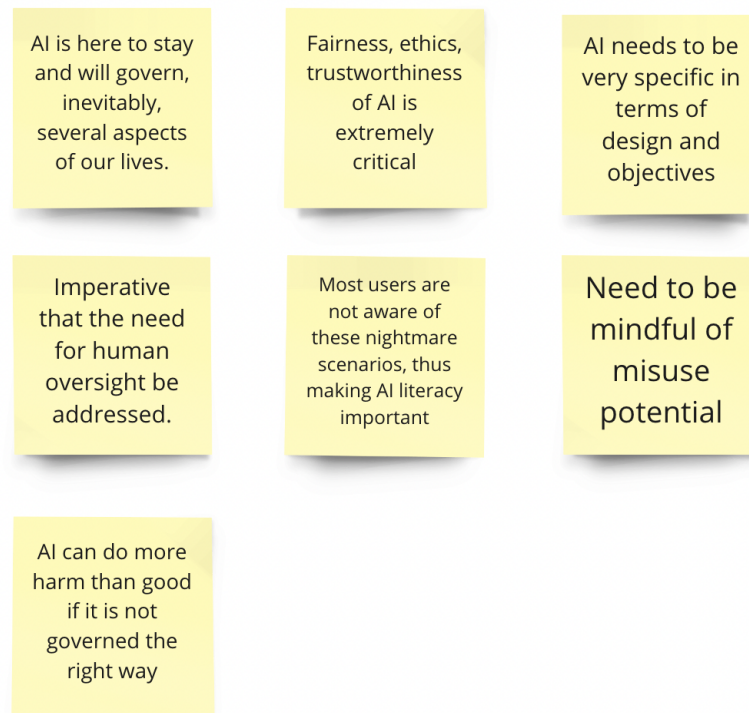 AI is here to stay
and will govern,
inevitably,
several aspects
of our lives.
Fairness, ethics,
trustworthiness
of AI is
extremely
critical
AI needs to be
very specific in
terms of
design and
objectives
Imperative
that the need
for human
oversight be
addressed.
Most users are
not aware of
these nightmare
scenarios, thus
making AI literacy
important
Need to be
mindful of
misuse
potential
AI can do more
harm than good
if it is not
governed the
right way